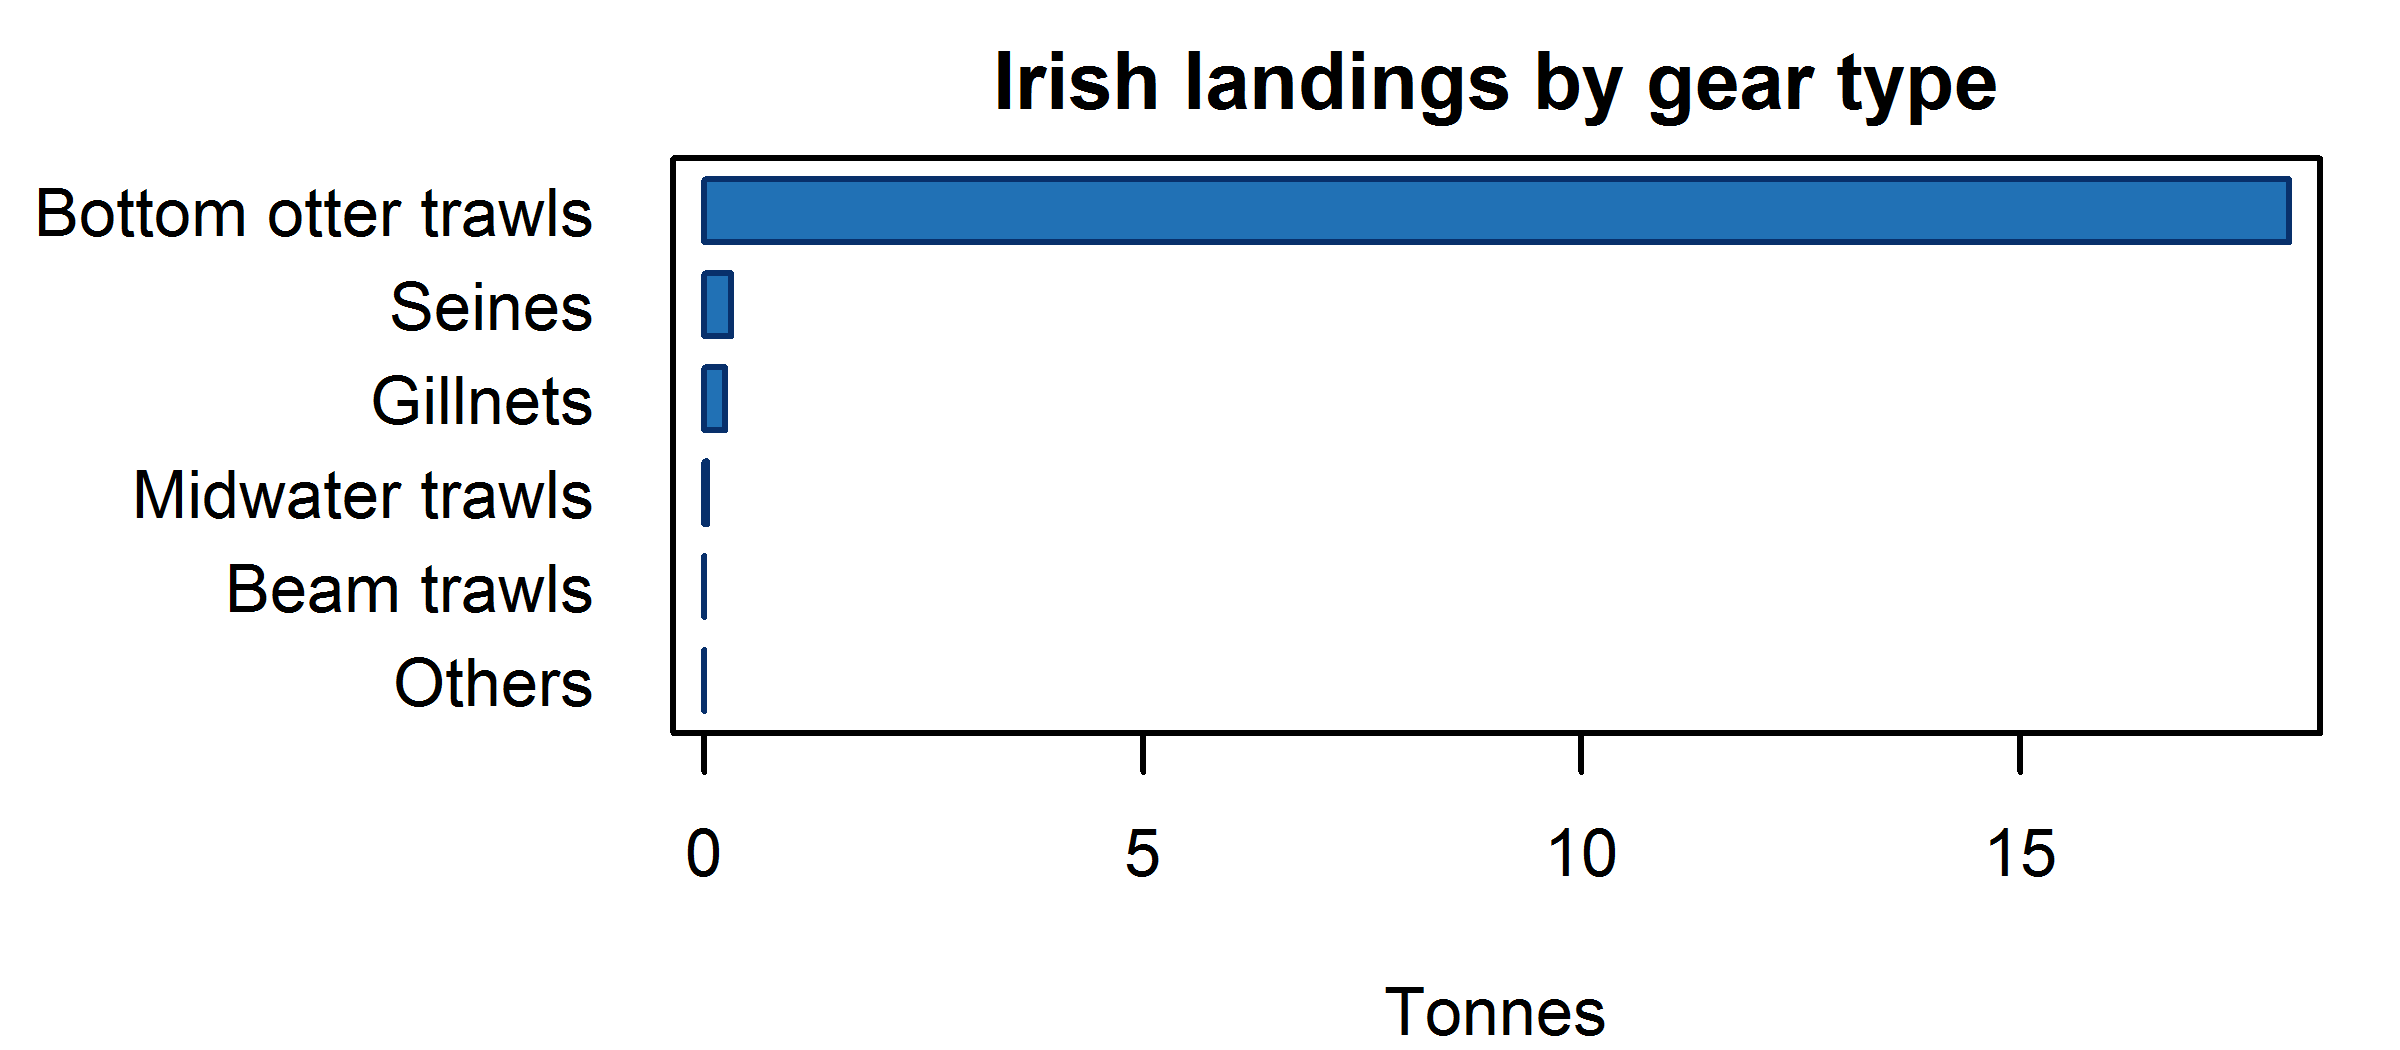 Irish landings by gear type
Bottom otter trawls
Seines
Gillnets
Midwater trawls
Beam trawls
Others
0 5 10 15
Tonnes